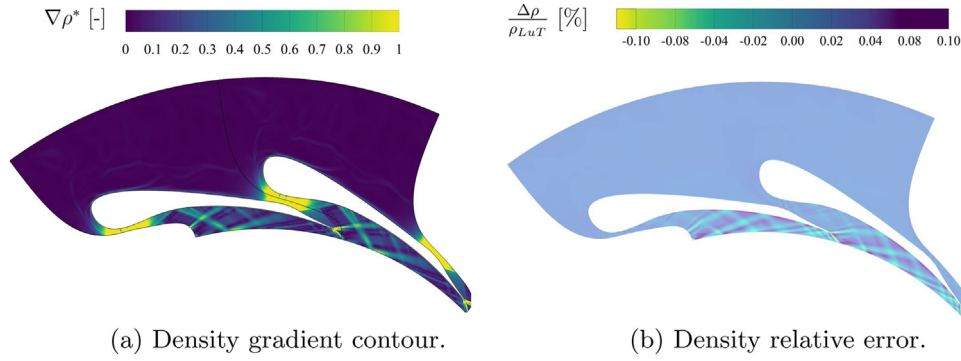 ∇ρ* [-]
0 0.1 0.2 0.3 0.4 0.5 0.6 0.7 0.8 0.9 1
Δρ/ρ_LuT [%]
-0.10 -0.08 -0.04 -0.02 0.00 0.02 0.04 0.08 0.10
(a) Density gradient contour.
(b) Density relative error.